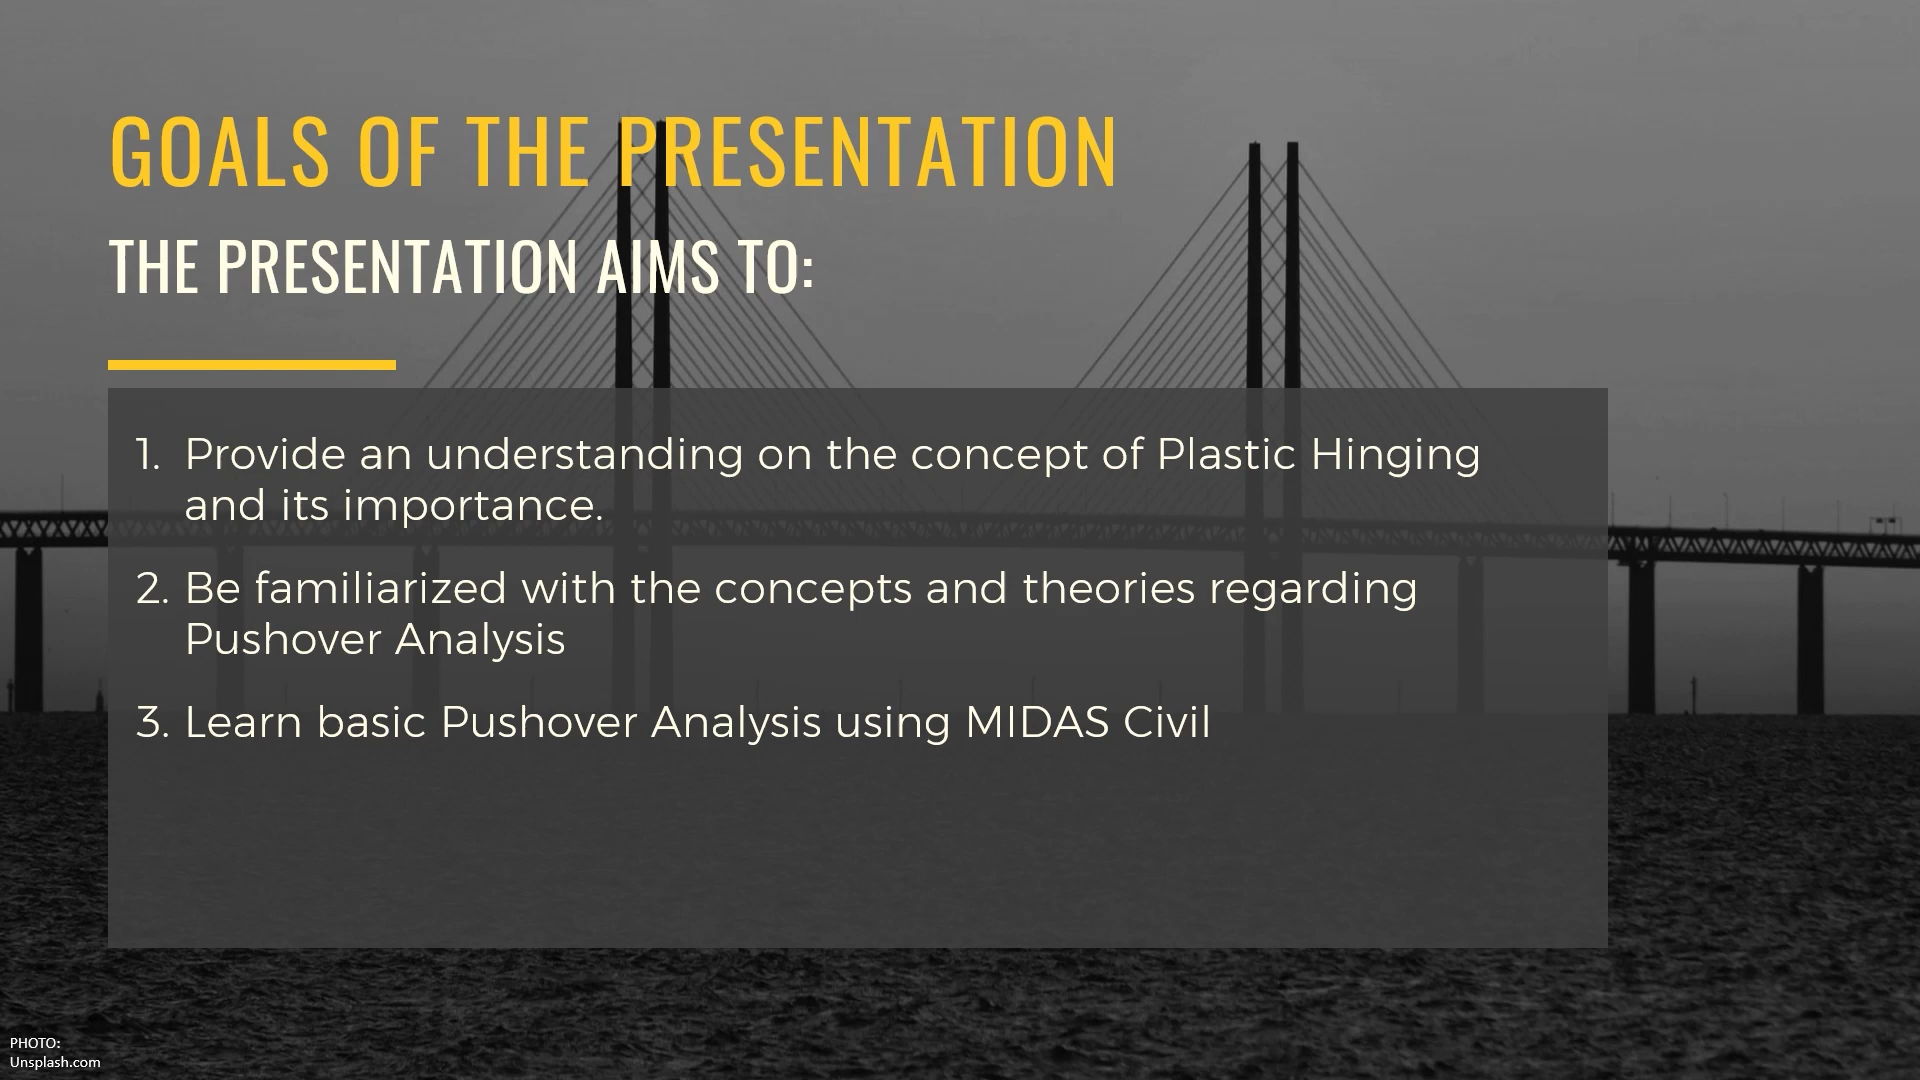 GOALS OF THE PRESENTATION
THE PRESENTATION AIMS TO:
1. Provide an understanding on the concept of Plastic Hinging
and its importance.
2. Be familiarized with the concepts and theories regarding
Pushover Analysis
3. Learn basic Pushover Analysis using MIDAS Civil
PHOTO:
Unsplash.com